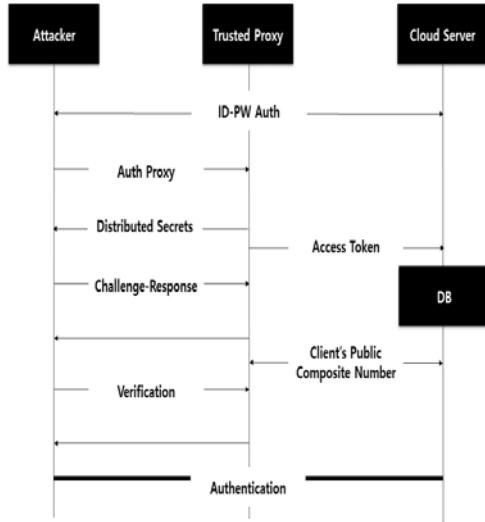 Attacker
Trusted Proxy
Cloud Server
ID-PW Auth
Auth Proxy
Distributed Secrets
Access Token
Challenge-Response
DB
Client's Public
Composite Number
Verification
Authentication